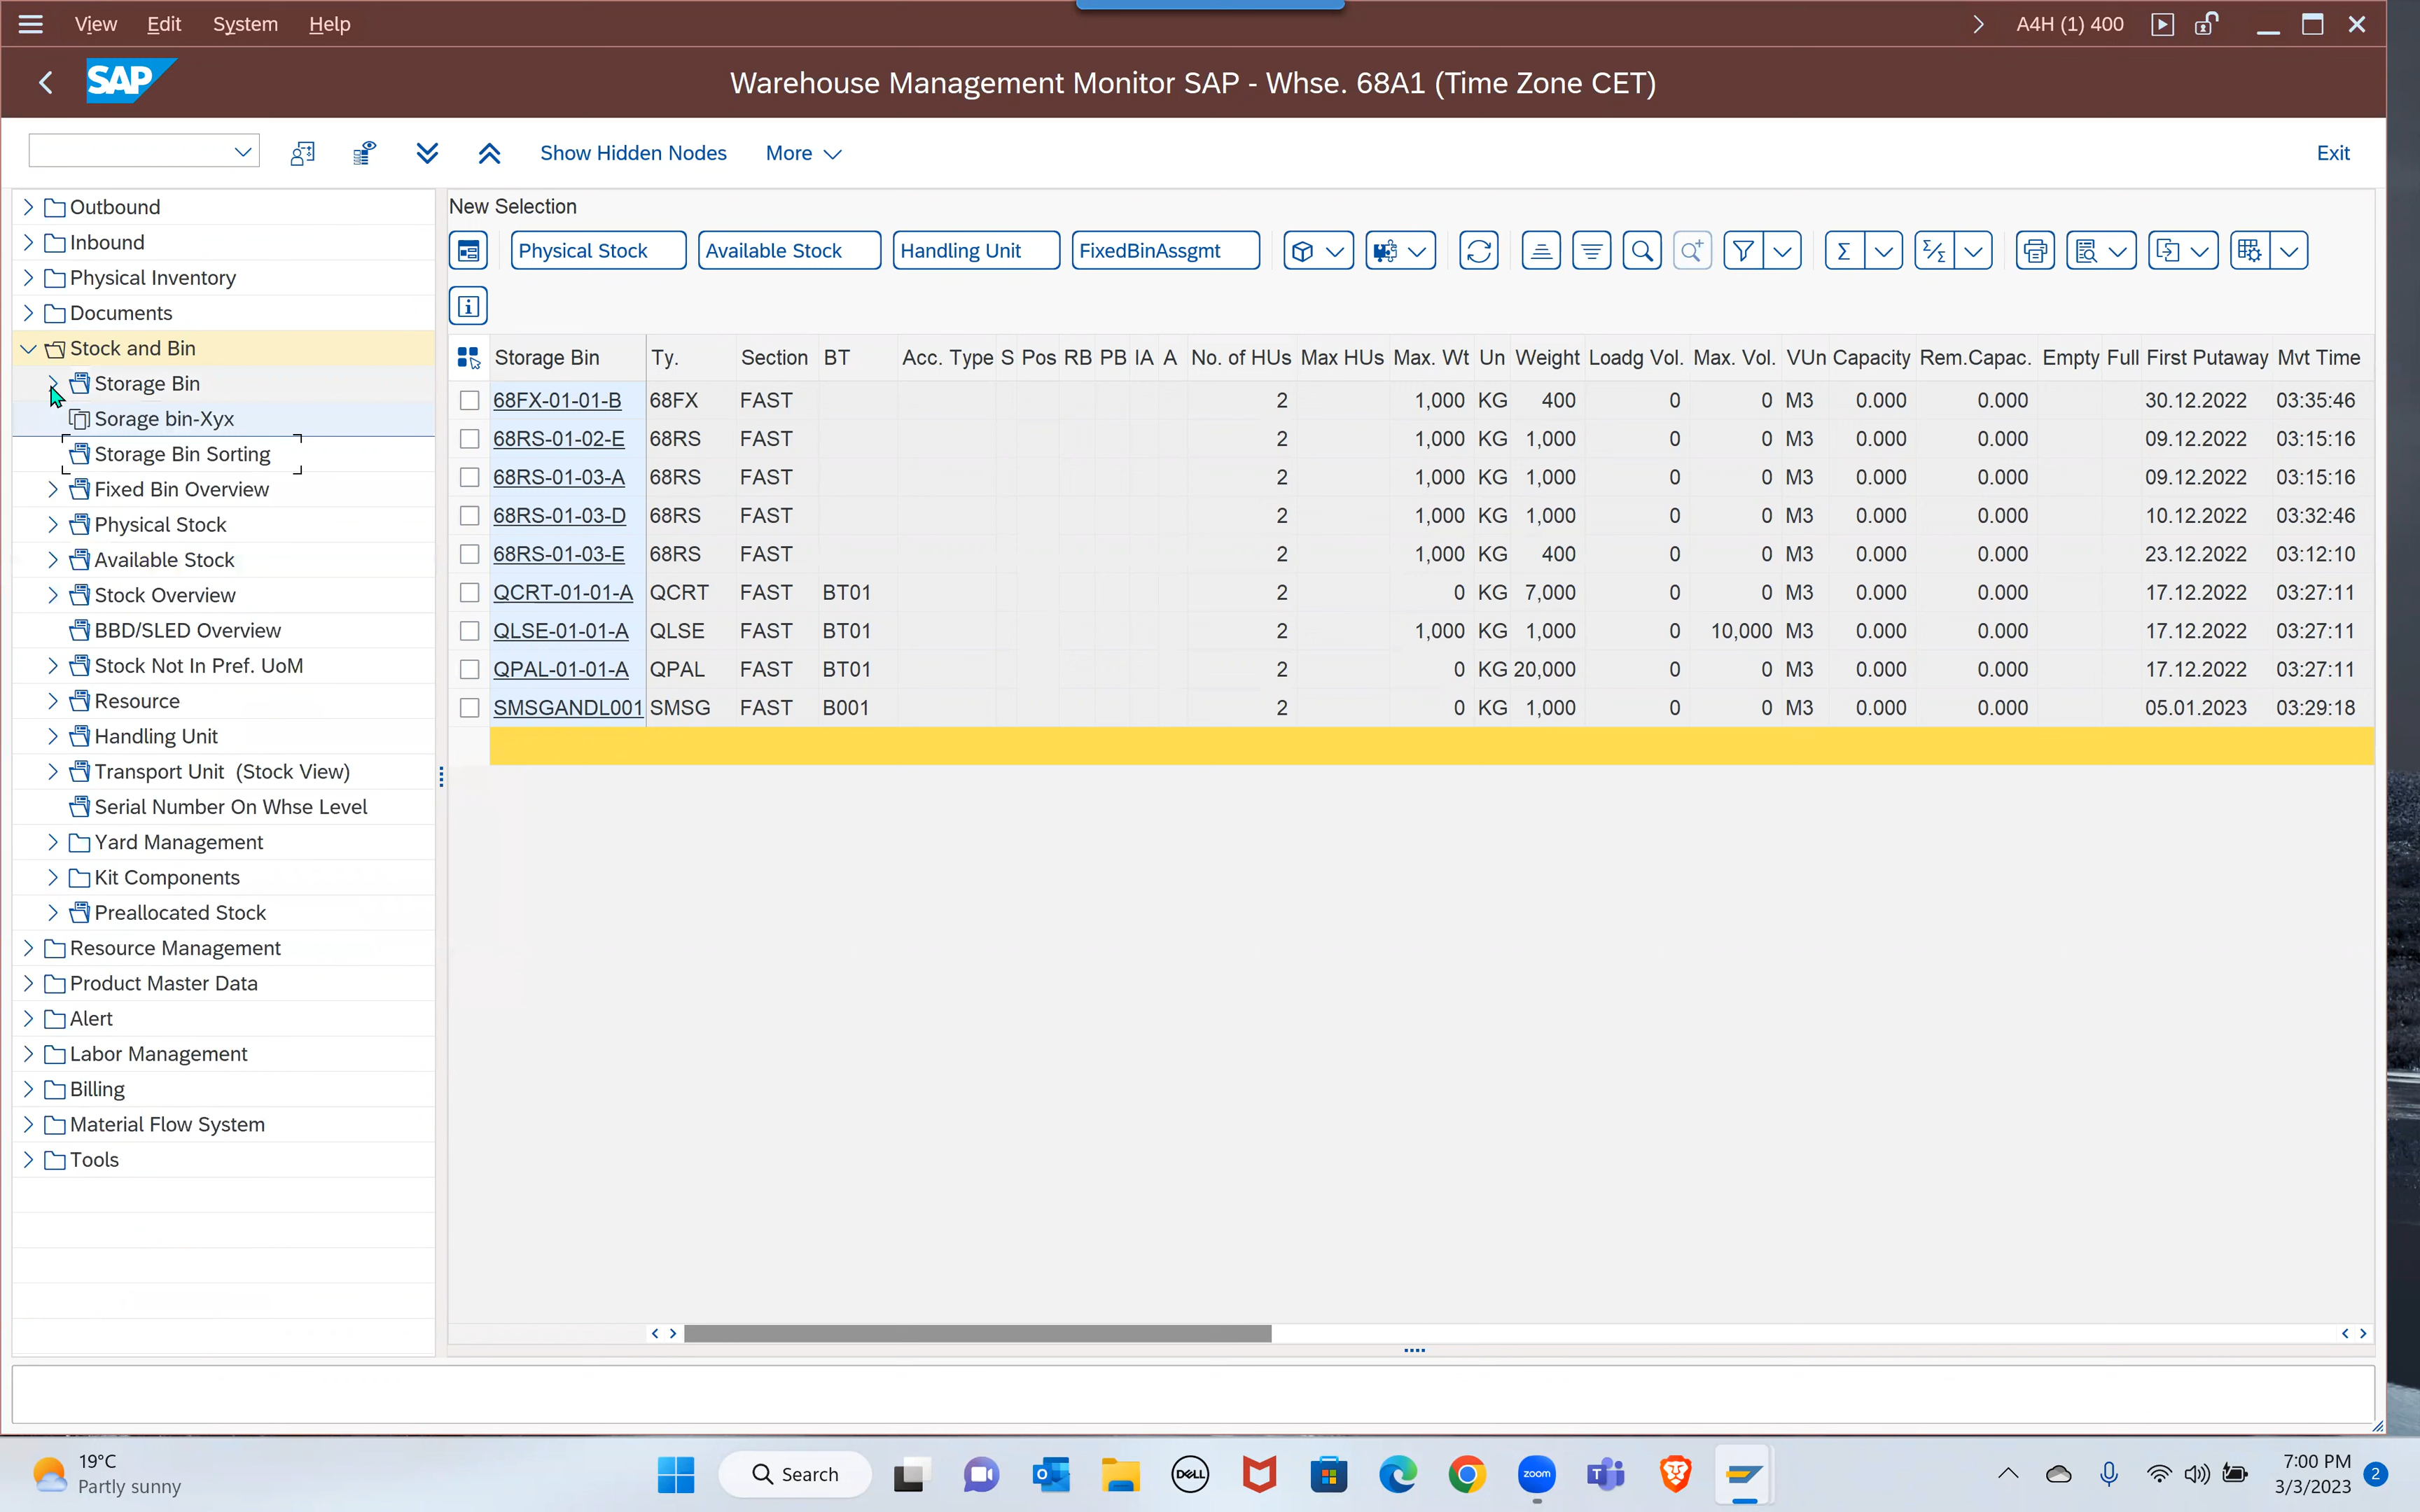 View Edit System Help A4H (1) 400
SAP Warehouse Management Monitor SAP - Whse. 68A1 (Time Zone CET)
Show Hidden Nodes More Exit
Outbound
Inbound
Physical Inventory
Documents
Stock and Bin
Storage Bin
Sorage bin-Xyx
Storage Bin Sorting
Fixed Bin Overview
Physical Stock
Available Stock
Stock Overview
BBD/SLED Overview
Stock Not In Pref. UoM
Resource
Handling Unit
Transport Unit (Stock View)
Serial Number On Whse Level
Yard Management
Kit Components
Preallocated Stock
Resource Management
Product Master Data
Alert
Labor Management
Billing
Material Flow System
Tools
New Selection
Physical Stock Available Stock Handling Unit FixedBinAssgmt
Storage Bin Ty. Section BT Acc. Type S Pos RB PB IA A No. of HUs Max HUs Max. Wt Un Weight Loadg Vol. Max. Vol. VUn Capacity Rem.Capac. Empty Full First Putaway Mvt Time
68FX-01-01-B 68FX FAST 2 1,000 KG 400 0 0 M3 0.000 0.000 30.12.2022 03:35:46
68RS-01-02-E 68RS FAST 2 1,000 KG 1,000 0 0 M3 0.000 0.000 09.12.2022 03:15:16
68RS-01-03-A 68RS FAST 2 1,000 KG 1,000 0 0 M3 0.000 0.000 09.12.2022 03:15:16
68RS-01-03-D 68RS FAST 2 1,000 KG 1,000 0 0 M3 0.000 0.000 10.12.2022 03:32:46
68RS-01-03-E 68RS FAST 2 1,000 KG 400 0 0 M3 0.000 0.000 23.12.2022 03:12:10
QCRT-01-01-A QCRT FAST BT01 2 0 KG 7,000 0 0 M3 0.000 0.000 17.12.2022 03:27:11
QLSE-01-01-A QLSE FAST BT01 2 1,000 KG 1,000 0 10,000 M3 0.000 0.000 17.12.2022 03:27:11
QPAL-01-01-A QPAL FAST BT01 2 0 KG 20,000 0 0 M3 0.000 0.000 17.12.2022 03:27:11
SMSGANDL001 SMSG FAST B001 2 0 KG 1,000 0 0 M3 0.000 0.000 05.01.2023 03:29:18
19°C
Partly sunny
Search
DELL
zoom
7:00 PM
3/3/2023
2